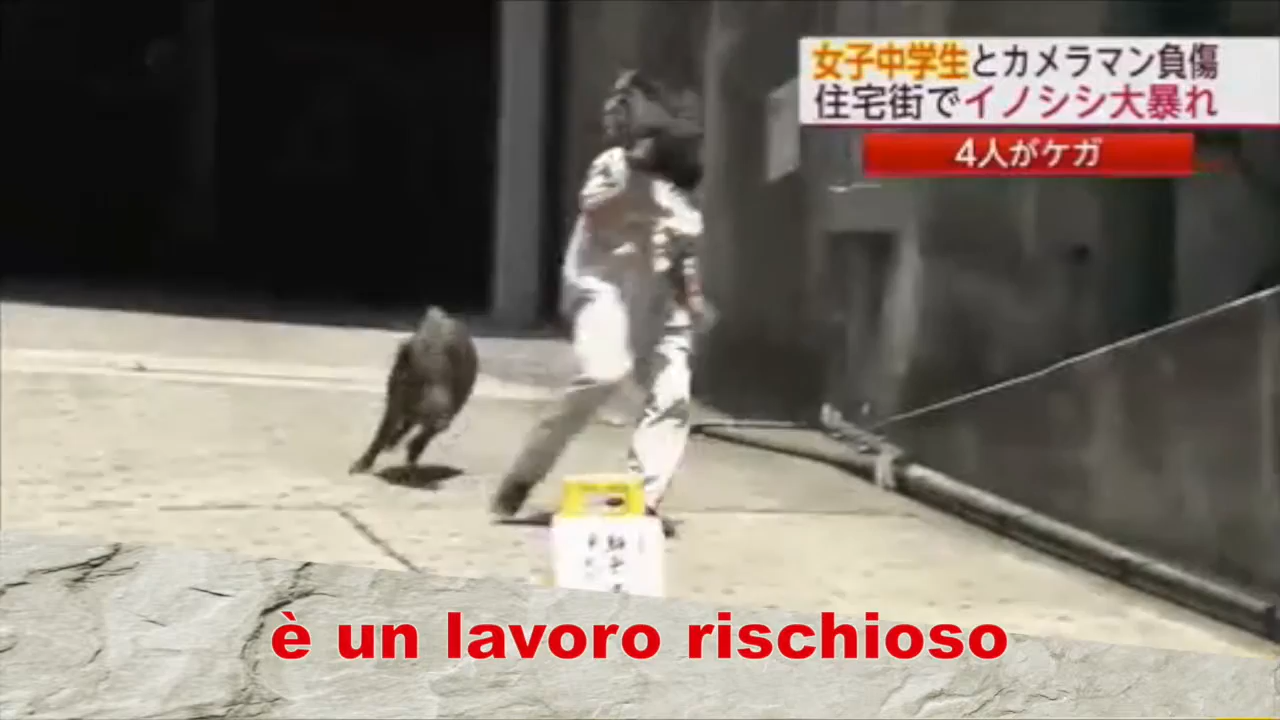 女子中学生とカメラマン負傷
住宅街でイノシシ大暴れ
4人がケガ
è un lavoro rischioso